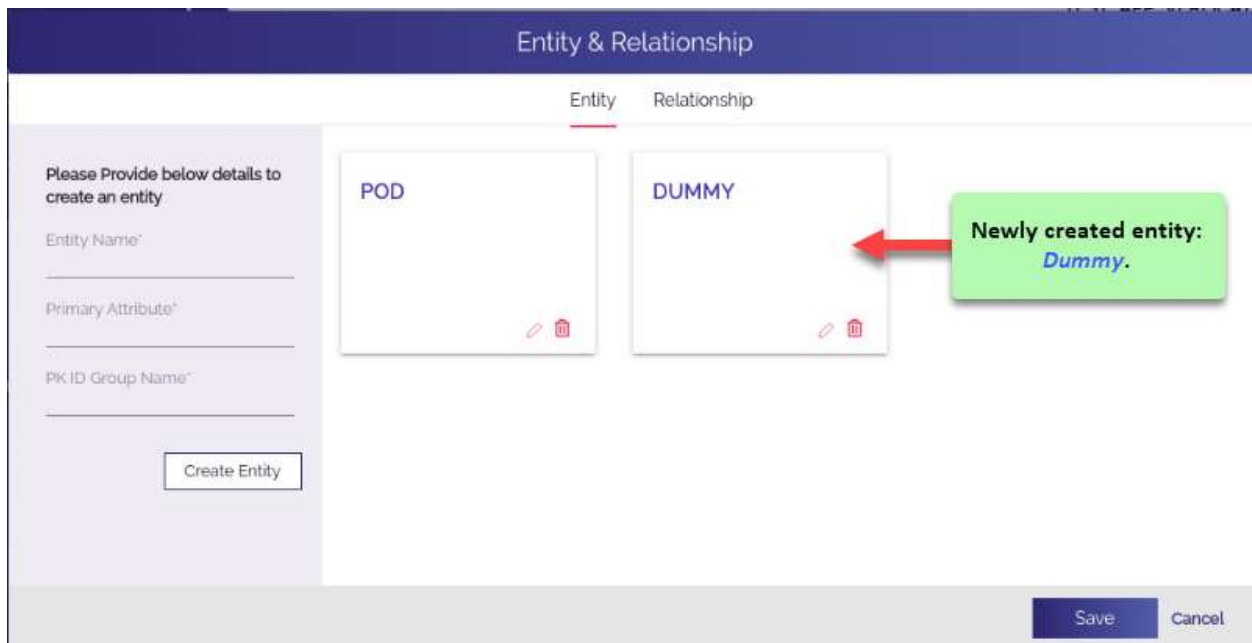 Entity & Relationship
Entity Relationship
Please Provide below details to
create an entity
Entity Name*
Primary Attribute*
PK ID Group Name*
Create Entity
POD
DUMMY
Newly created entity:
Dummy.
Save Cancel